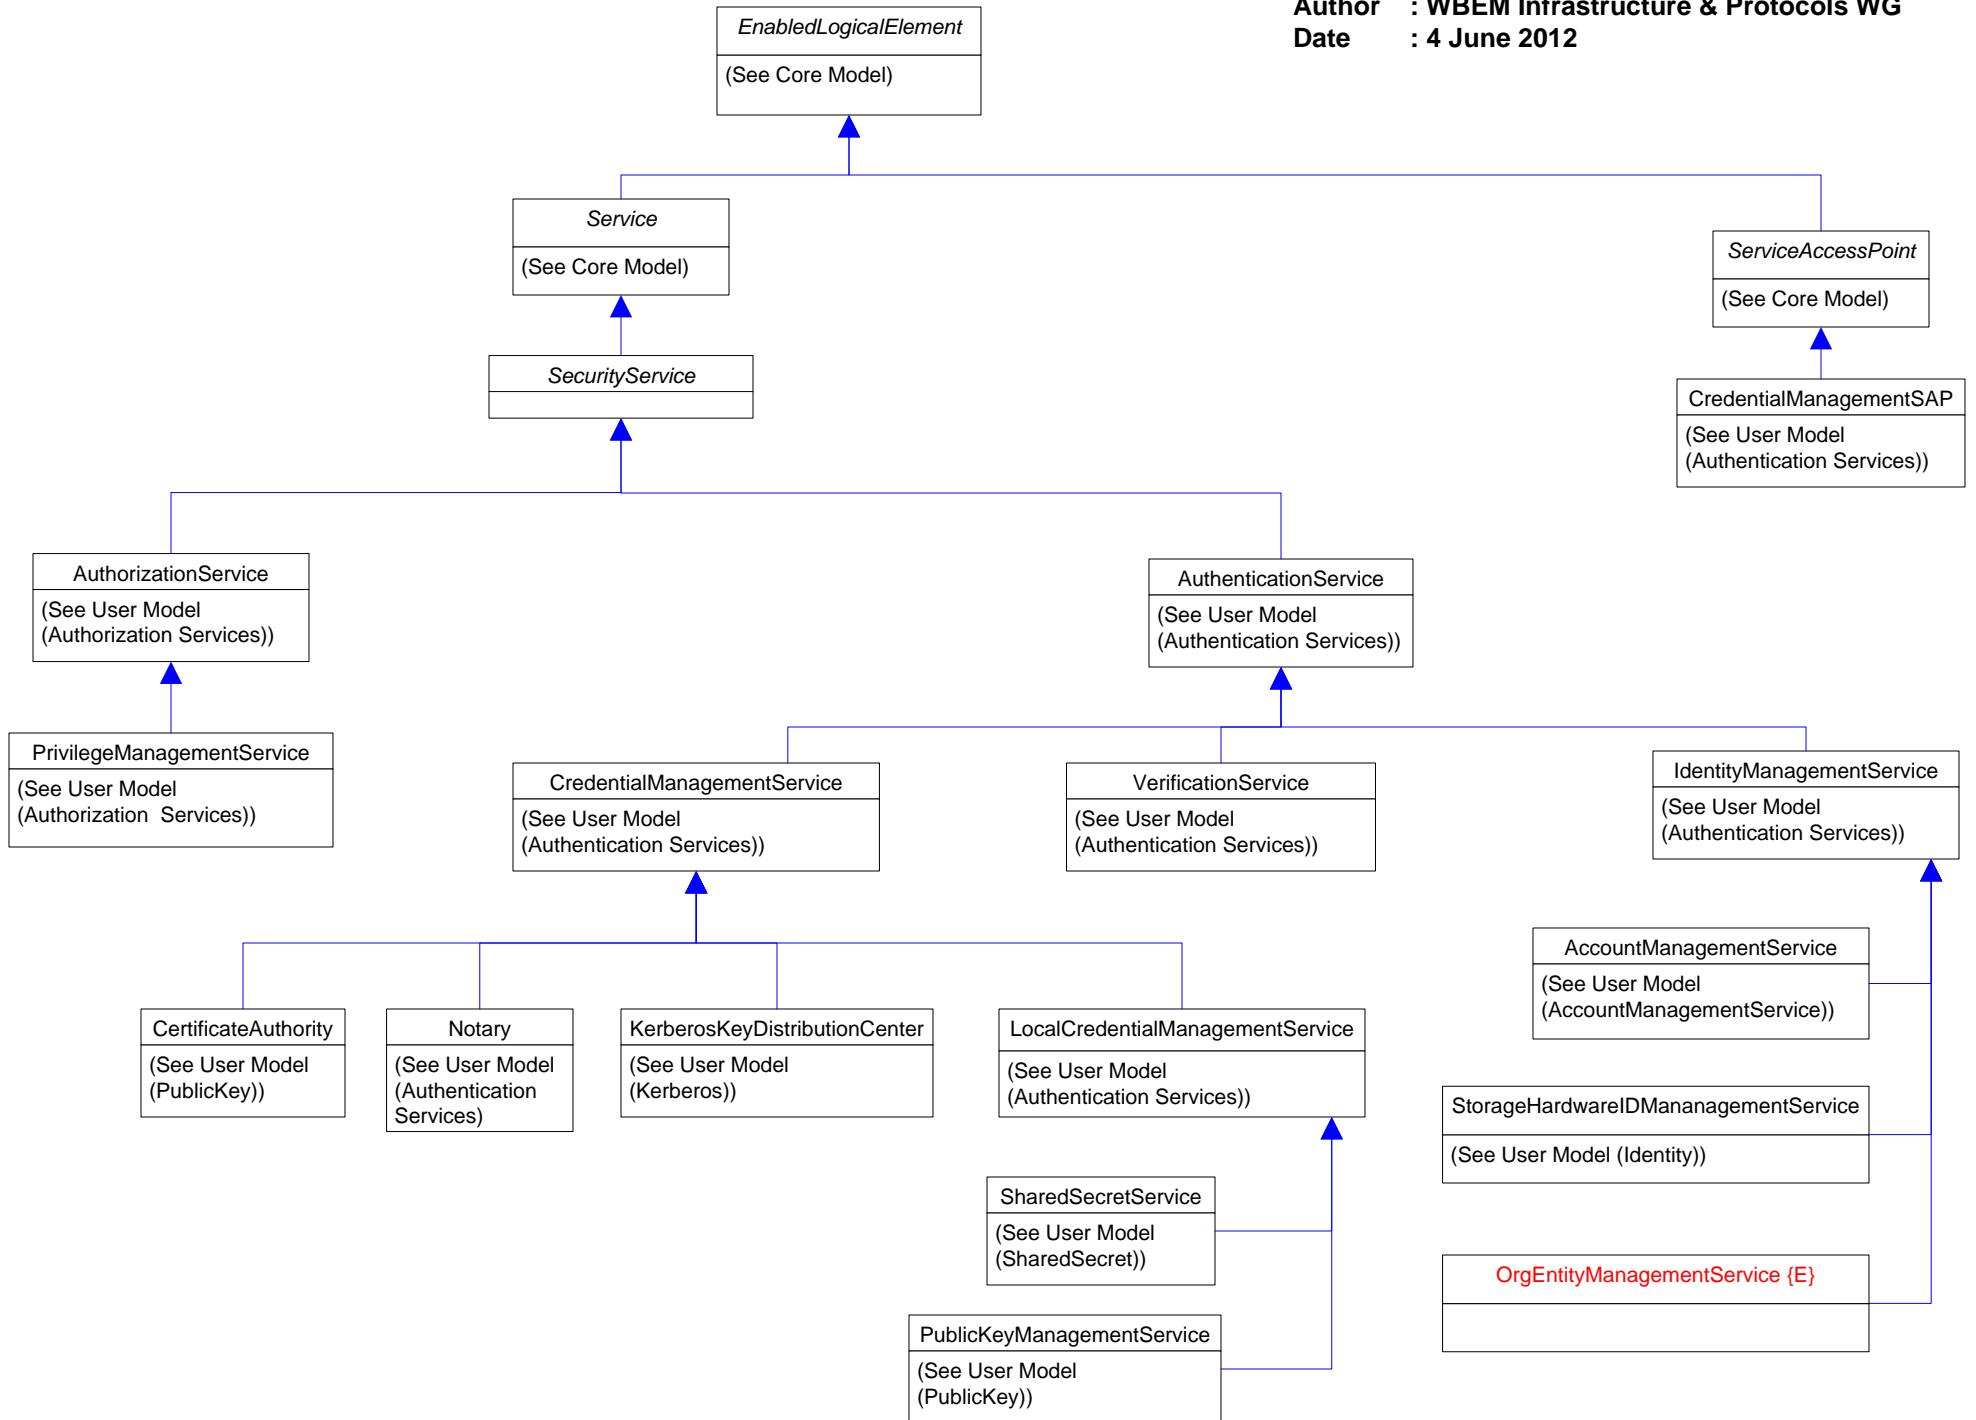 Author : WBEM Infrastructure & Protocols WG
Date : 4 June 2012
EnabledLogicalElement
(See Core Model)
Service
(See Core Model)
ServiceAccessPoint
(See Core Model)
SecurityService
CredentialManagementSAP
(See User Model
(Authentication Services))
AuthorizationService
(See User Model
(Authorization Services))
AuthenticationService
(See User Model
(Authentication Services))
PrivilegeManagementService
(See User Model
(Authorization  Services))
CredentialManagementService
(See User Model
(Authentication Services))
VerificationService
(See User Model
(Authentication Services))
IdentityManagementService
(See User Model
(Authentication Services))
AccountManagementService
(See User Model
(AccountManagementService))
CertificateAuthority
(See User Model
(PublicKey))
Notary
(See User Model
(Authentication
Services)
KerberosKeyDistributionCenter
(See User Model
(Kerberos))
LocalCredentialManagementService
(See User Model
(Authentication Services))
StorageHardwareIDMananagementService
(See User Model (Identity))
SharedSecretService
(See User Model
(SharedSecret))
OrgEntityManagementService {E}
PublicKeyManagementService
(See User Model
(PublicKey))